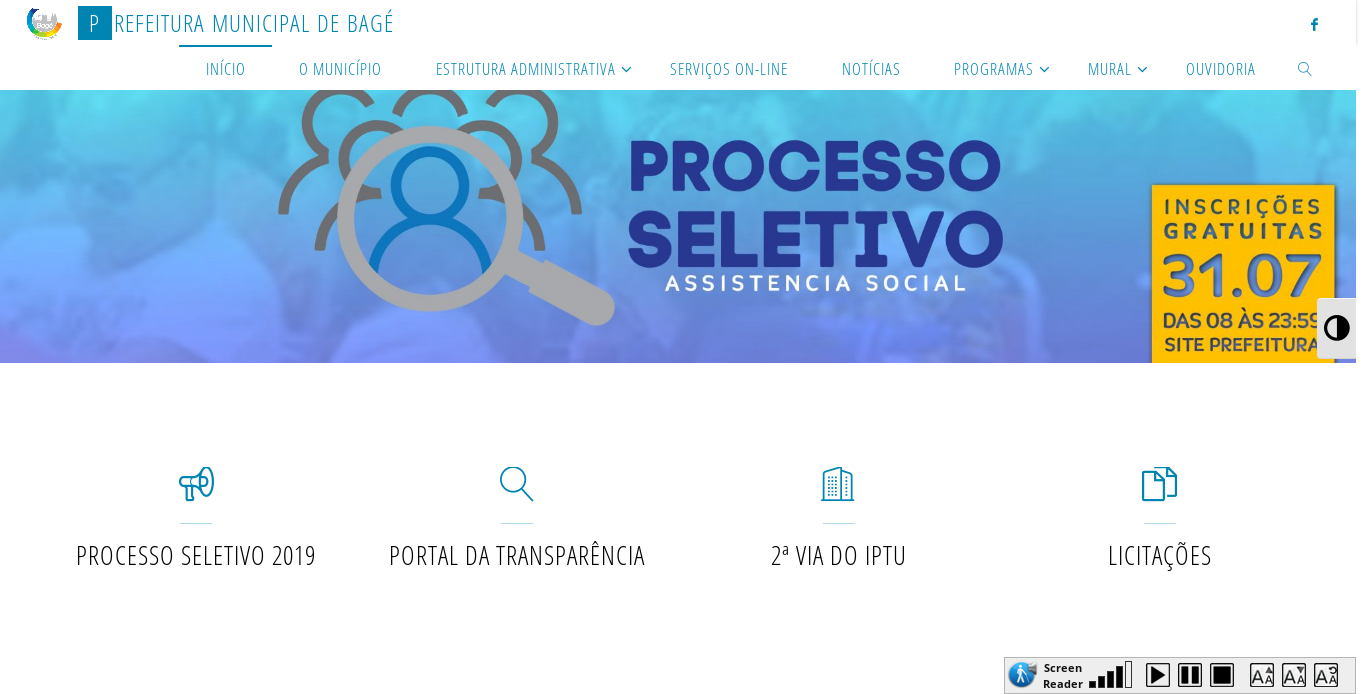 PREFEITURA MUNICIPAL DE BAGÉ
INÍCIO O MUNICÍPIO ESTRUTURA ADMINISTRATIVA SERVIÇOS ON-LINE NOTÍCIAS PROGRAMAS MURAL OUVIDORIA
PROCESSO
SELETIVO
ASSISTENCIA SOCIAL
INSCRIÇÕES
GRATUITAS
31.07
DAS 08 ÀS 23:59
SITE PREFEITURA
PROCESSO SELETIVO 2019
PORTAL DA TRANSPARÊNCIA
2ª VIA DO IPTU
LICITAÇÕES
Screen
Reader